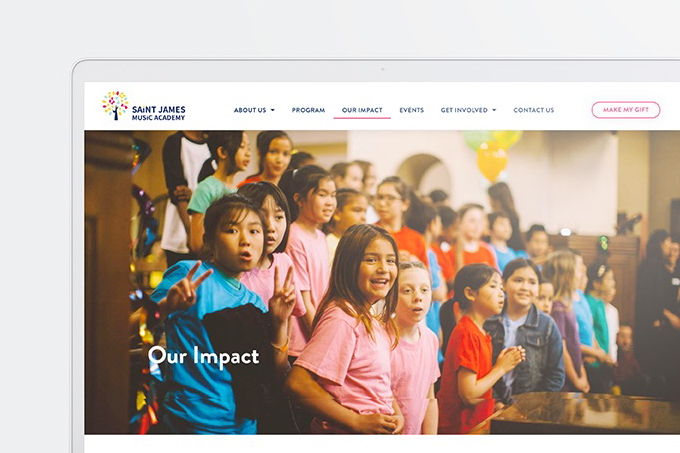 SAiNT JAMES
MUSiC ACADEMY
ABOUT US
PROGRAM
OUR IMPACT
EVENTS
GET INVOLVED
CONTACT US
MAKE MY GIFT
Our Impact